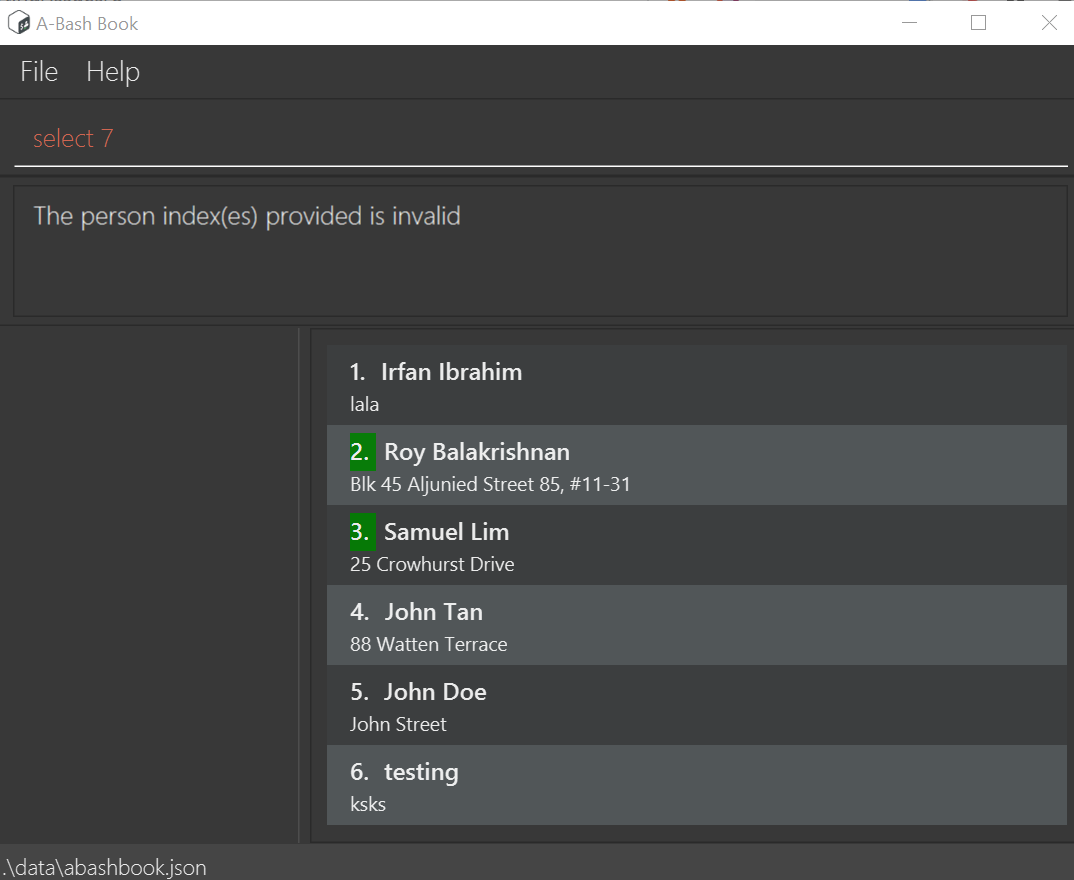 A-Bash Book
File Help
select 7
The person index(es) provided is invalid
1. Irfan Ibrahim
lala
2. Roy Balakrishnan
Blk 45 Aljunied Street 85, #11-31
3. Samuel Lim
25 Crowhurst Drive
4. John Tan
88 Watten Terrace
5. John Doe
John Street
6. testing
ksks
.\data\abashbook.json